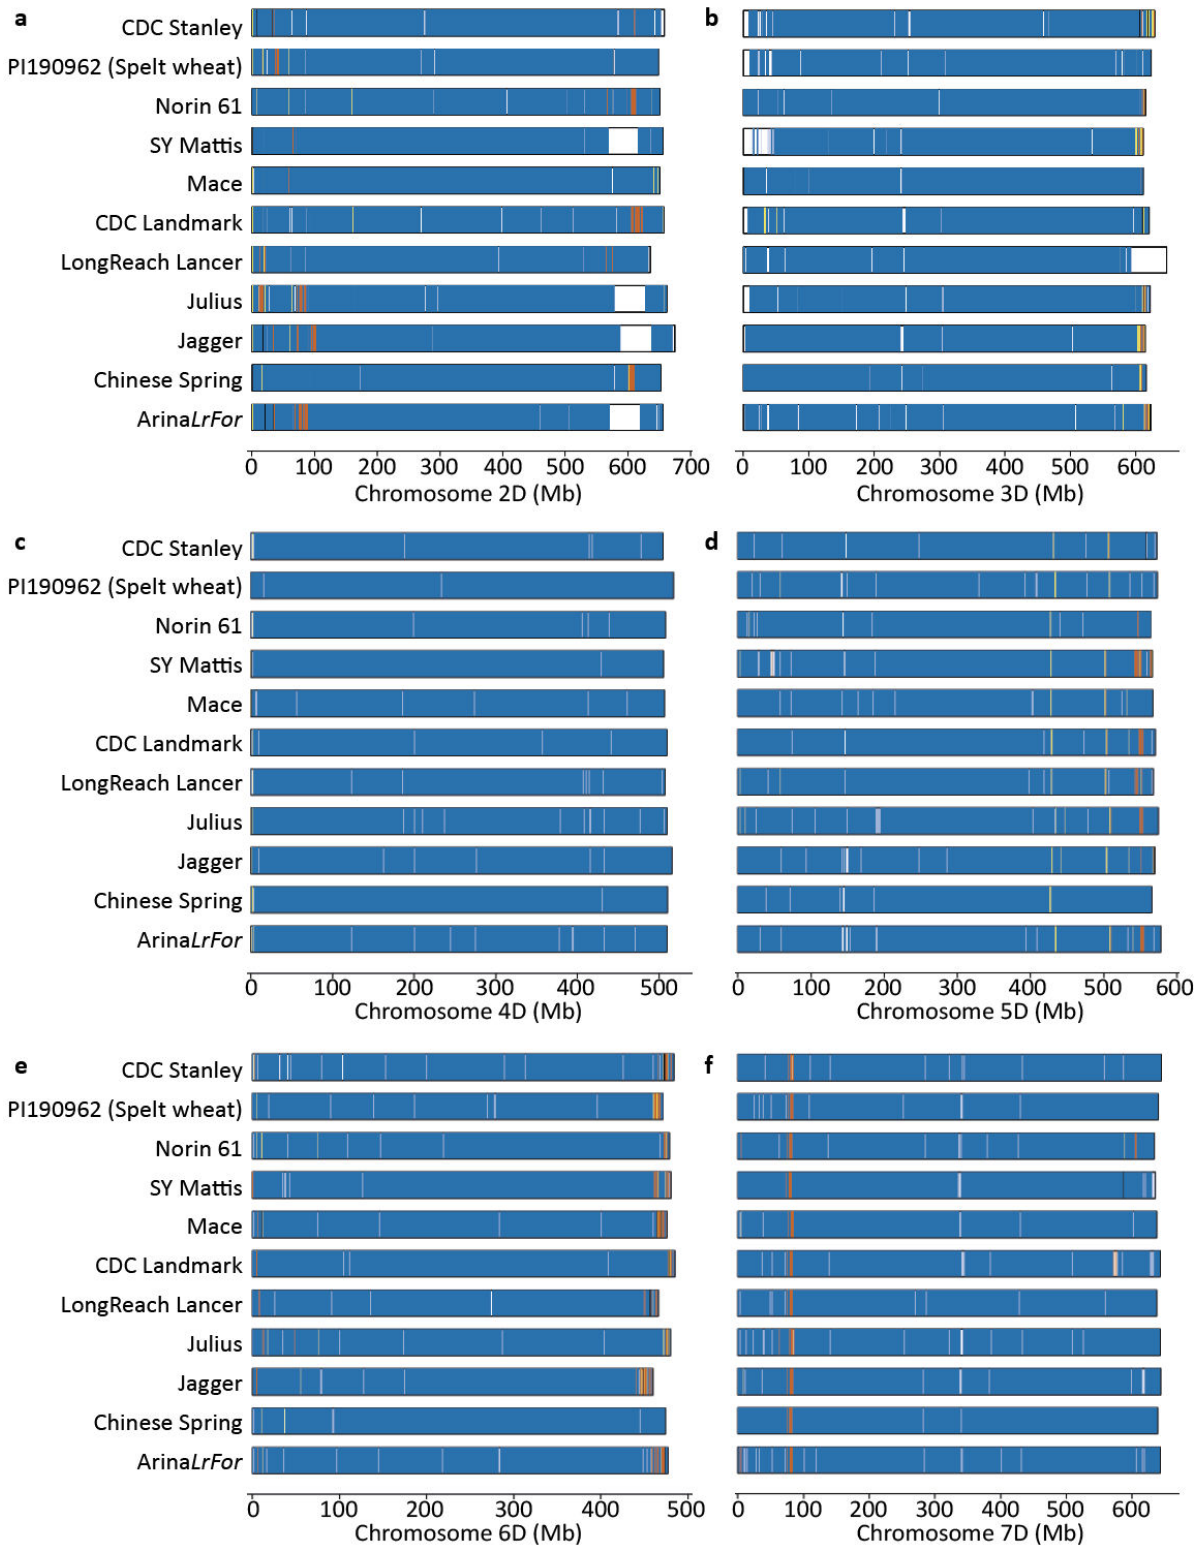 a
CDC Stanley
PI190962 (Spelt wheat)
Norin 61
SY Mattis
Mace
CDC Landmark
LongReach Lancer
Julius
Jagger
Chinese Spring
ArinaLrFor
0 100 200 300 400 500 600 700
Chromosome 2D (Mb)
b
0 100 200 300 400 500 600
Chromosome 3D (Mb)
c
CDC Stanley
PI190962 (Spelt wheat)
Norin 61
SY Mattis
Mace
CDC Landmark
LongReach Lancer
Julius
Jagger
Chinese Spring
ArinaLrFor
0 100 200 300 400 500
Chromosome 4D (Mb)
d
0 100 200 300 400 500 600
Chromosome 5D (Mb)
e
CDC Stanley
PI190962 (Spelt wheat)
Norin 61
SY Mattis
Mace
CDC Landmark
LongReach Lancer
Julius
Jagger
Chinese Spring
ArinaLrFor
0 100 200 300 400 500
Chromosome 6D (Mb)
f
0 100 200 300 400 500 600
Chromosome 7D (Mb)